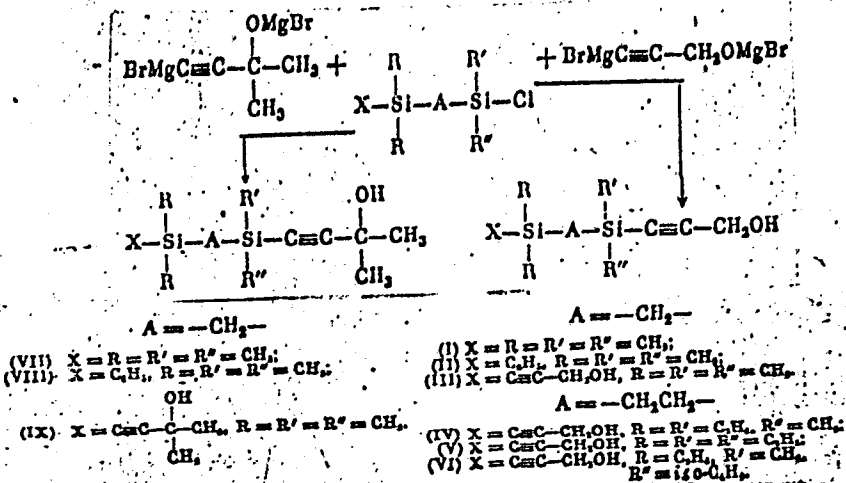 OMgBr
BrMgC≡C—C—CH₃ + + BrMgC≡C—CH₂OMgBr
CH₃
R R'
X—Si—A—Si—Cl
R R"
R R' OH
X—Si—A—Si—C≡C—C—CH₃
R R" CH₃
R R'
X—Si—A—Si—C≡C—CH₂OH
R R"
A = —CH₂—
(VII) X = R = R' = R" = CH₃;
(VIII) X = C₆H₅, R = R' = R" = CH₃;
OH
(IX) X = C≡C—C—CH₃, R = R' = R" = CH₃.
CH₃
A = —CH₂—
(I) X = R = R' = R" = CH₃;
(II) X = C₆H₅, R = R' = R" = CH₃;
(III) X = C≡C—CH₂OH, R = R' = R" = CH₃.
A = —CH₂CH₂—
(IV) X = C≡C—CH₂OH, R = R' = C₂H₅, R" = CH₃;
(V) X = C≡C—CH₂OH, R = R' = R" = C₂H₅;
(VI) X = C≡C—CH₂OH, R = C₂H₅, R' = CH₃,
R" = iso-